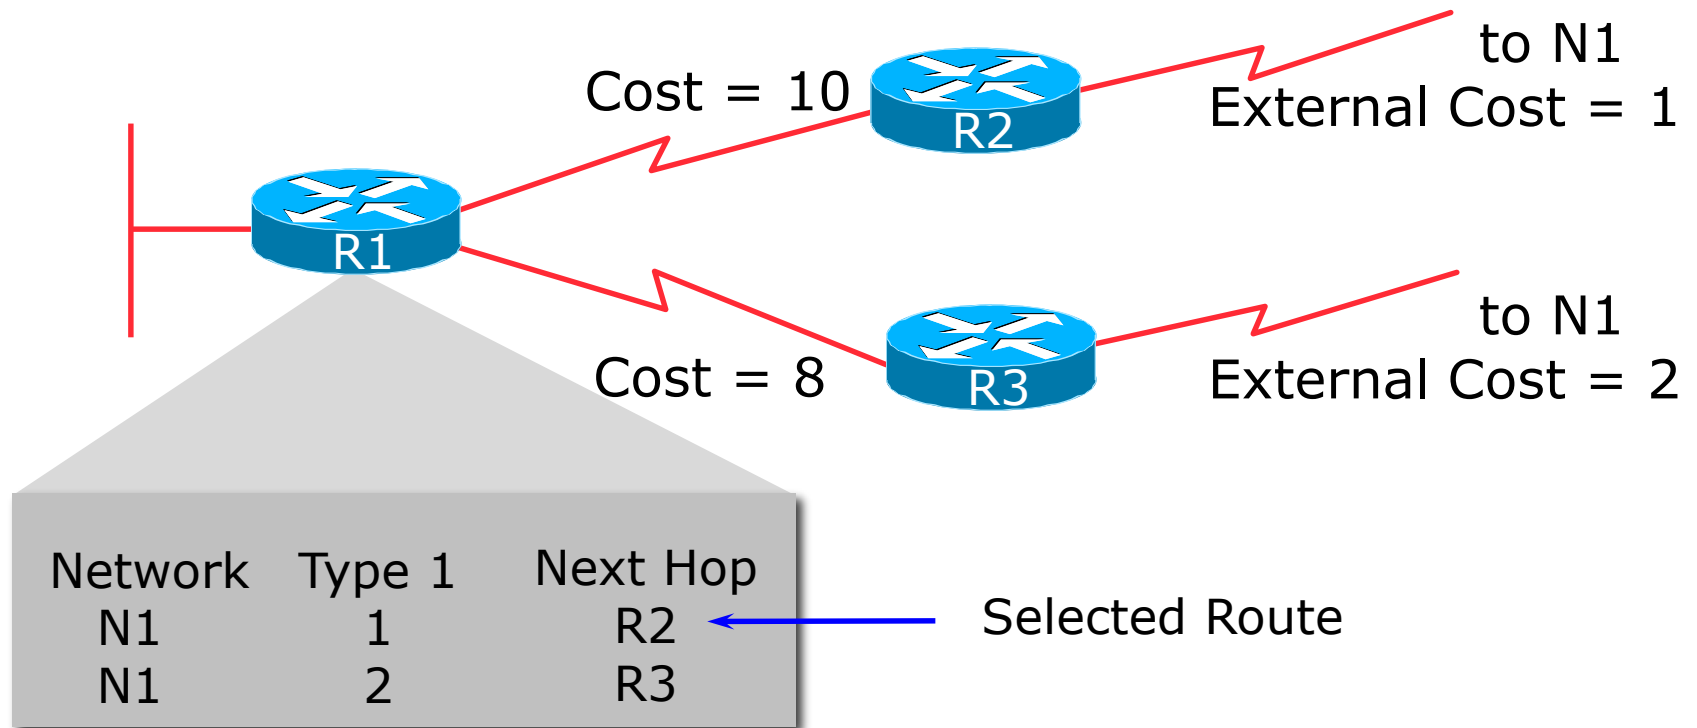 to N1
External Cost = 1
Cost = 10
R2
R1
to N1
External Cost = 2
Cost = 8
R3
Network Type 1 Next Hop
N1 1 R2
N1 2 R3
Selected Route